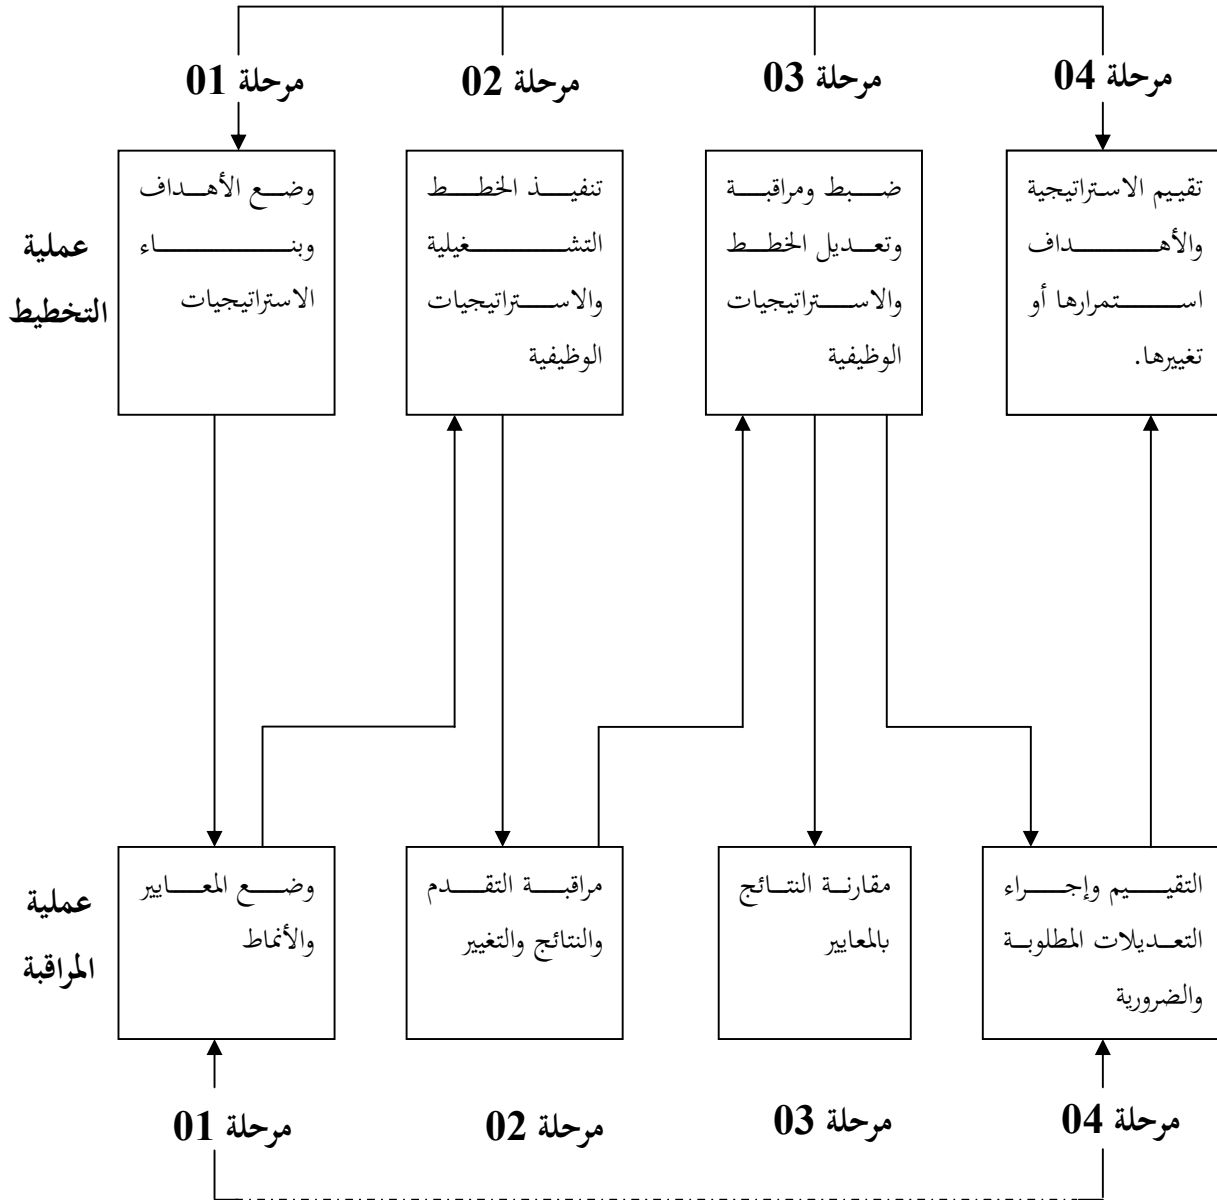 مرحلة 01
مرحلة 02
مرحلة 03
مرحلة 04
عملية
التخطيط
وضع الأهداف
وبناء
الاستراتيجيات
تنفيذ الخطط
التشغيلية
والاستراتيجيات
الوظيفية
ضبط ومراقبة
وتعديل الخطط
والاستراتيجيات
الوظيفية
تقييم الاستراتيجية
والأهداف
استمرارها أو
تغييرها.
عملية
المراقبة
وضع المعايير
والأنماط
مراقبة التقدم
والنتائج والتغيير
مقارنة النتائج
بالمعايير
التقييم وإجراء
التعديلات المطلوبة
والضرورية
مرحلة 01
مرحلة 02
مرحلة 03
مرحلة 04